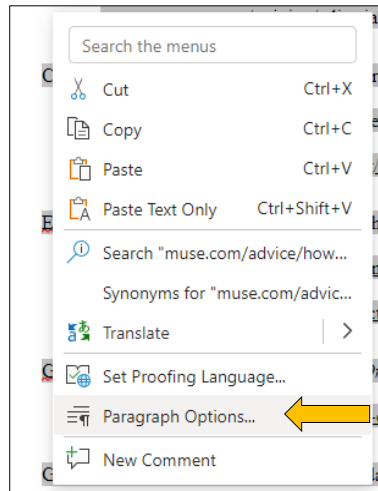 Search the menus
Cut Ctrl+X
Copy Ctrl+C
Paste Ctrl+V
Paste Text Only Ctrl+Shift+V
Search "muse.com/advice/how...
Synonyms for "muse.com/advic...
Translate
Set Proofing Language...
Paragraph Options...
New Comment